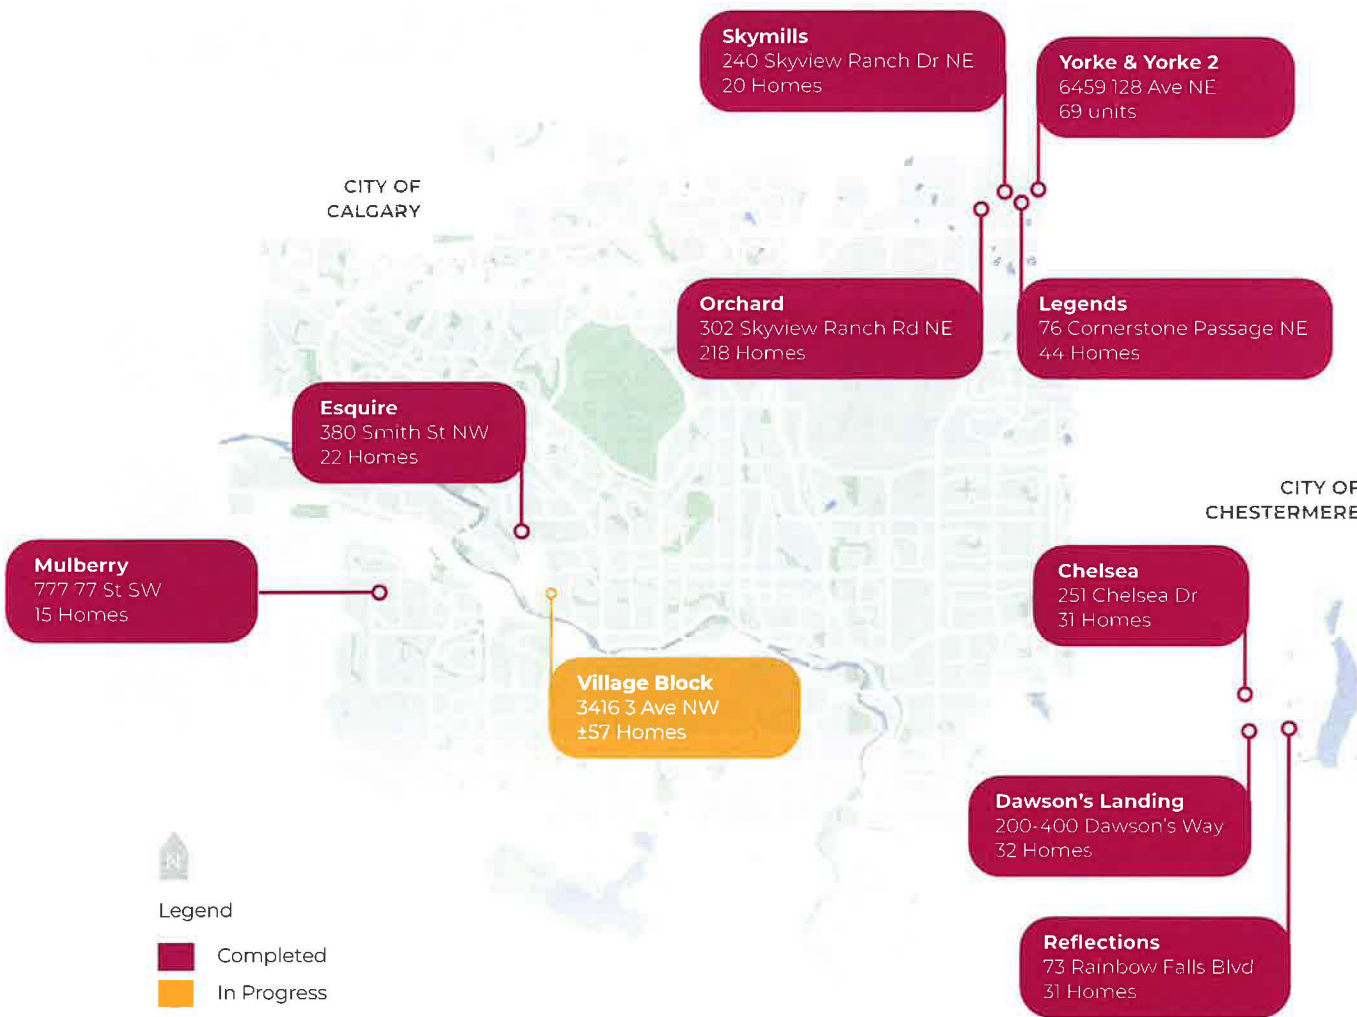 Skymills
240 Skyview Ranch Dr NE
20 Homes
Yorke & Yorke 2
6459 128 Ave NE
69 units
CITY OF
CALGARY
Orchard
302 Skyview Ranch Rd NE
218 Homes
Legends
76 Cornerstone Passage NE
44 Homes
Esquire
380 Smith St NW
22 Homes
CITY OF
CHESTERMERE
Mulberry
777 77 St SW
15 Homes
Chelsea
251 Chelsea Dr
31 Homes
Village Block
3416 3 Ave NW
±57 Homes
Dawson's Landing
200-400 Dawson's Way
32 Homes
N
Legend
Completed
In Progress
Reflections
73 Rainbow Falls Blvd
31 Homes